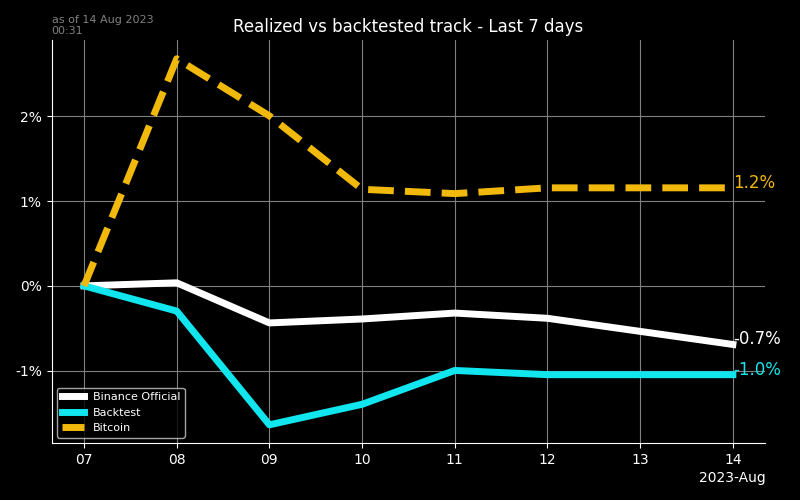 as of 14 Aug 2023
00:31
Realized vs backtested track - Last 7 days
2%
1%
0%
-1%
1.2%
-0.7%
-1.0%
Binance Official
Backtest
Bitcoin
07 08 09 10 11 12 13 14
2023-Aug